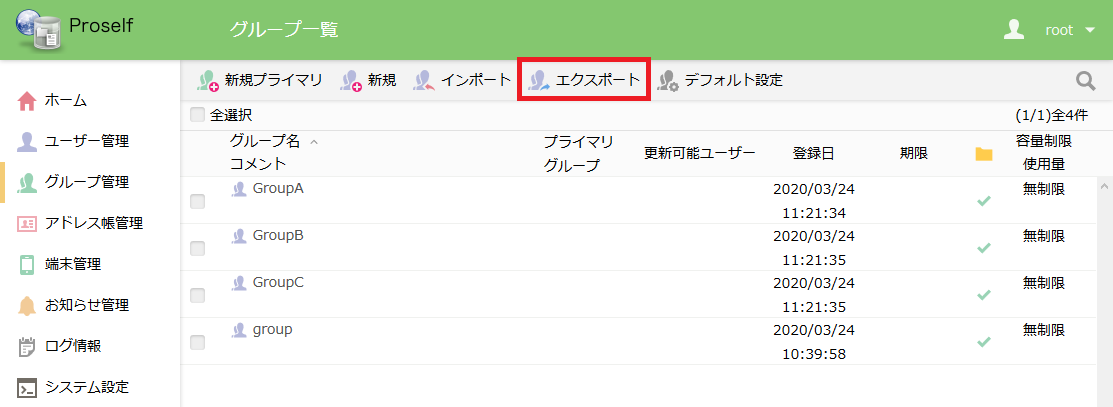 Proself
グループ一覧
root
新規プライマリ
新規
インポート
エクスポート
デフォルト設定
ホーム
ユーザー管理
グループ管理
アドレス帳管理
端末管理
お知らせ管理
ログ情報
システム設定
全選択
(1/1)全4件
グループ名
コメント
プライマリ
グループ
更新可能ユーザー
登録日
期限
容量制限
使用量
GroupA
2020/03/24
11:21:34
無制限
GroupB
2020/03/24
11:21:35
無制限
GroupC
2020/03/24
11:21:35
無制限
group
2020/03/24
10:39:58
無制限